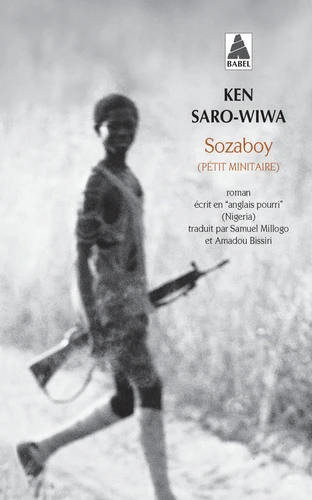 BABEL
KEN
SARO-WIWA
Sozaboy
(PÉTIT MINITAIRE)
roman
écrit en "anglais pourri"
(Nigeria)
traduit par Samuel Millogo
et Amadou Bissiri